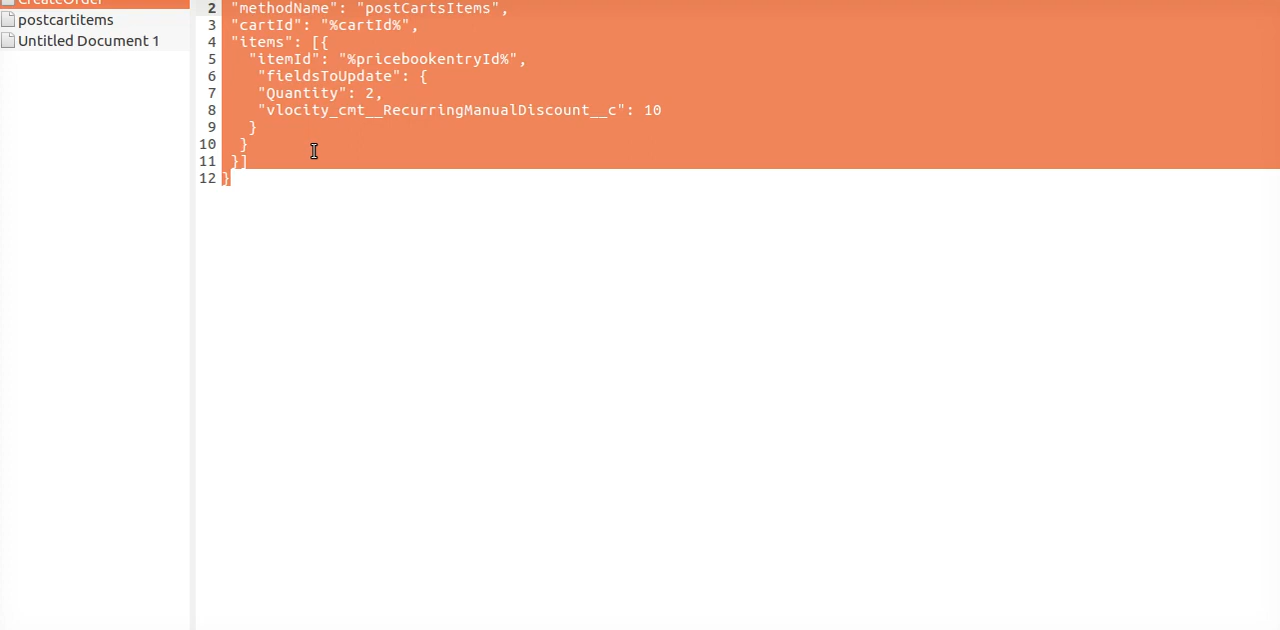 CreateOrder
postcartitems
Untitled Document 1
2 "methodName": "postCartsItems",
3 "cartId": "%cartId%",
4 "items": [{
5 "itemId": "%pricebookentryId%",
6 "fieldsToUpdate": {
7 "Quantity": 2,
8 "vlocity_cmt__RecurringManualDiscount__c": 10
9 }
10 }
11 }]
12 }